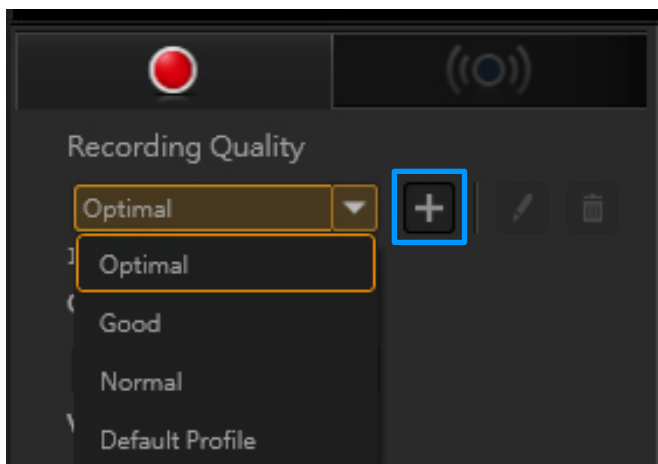 Recording Quality
Optimal
Optimal
Good
Normal
Default Profile